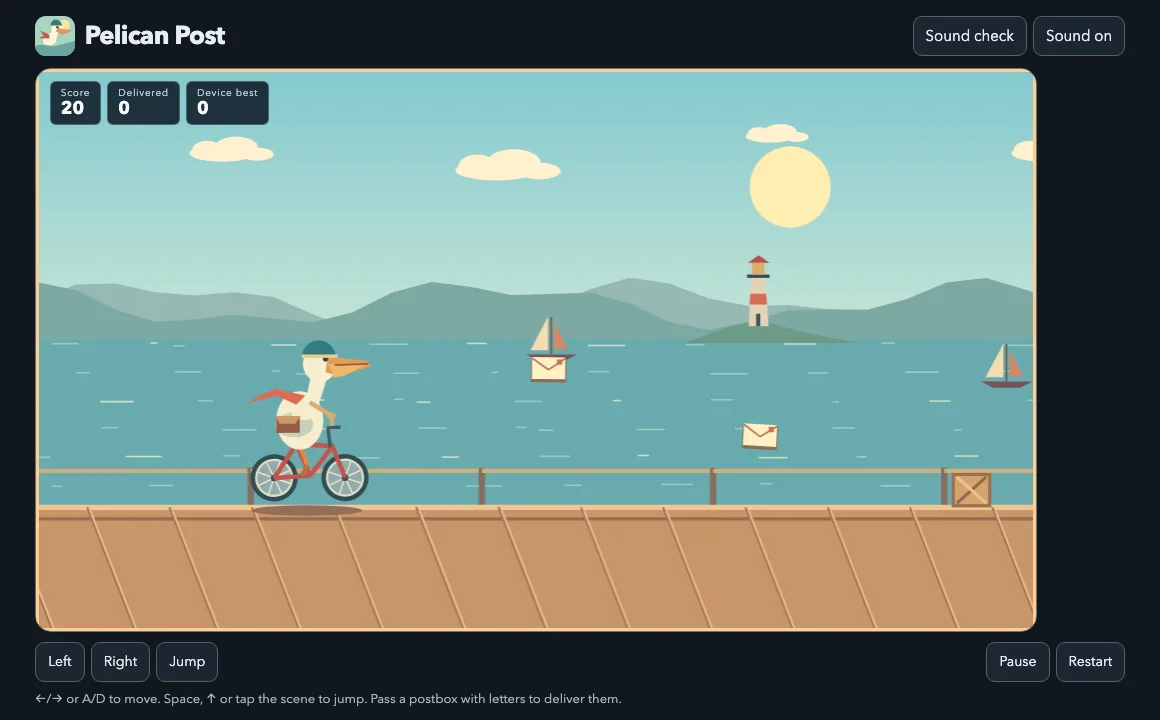 Pelican Post
Sound check
Sound on
Score
20
Delivered
0
Device best
0
Left
Right
Jump
Pause
Restart
←/→ or A/D to move. Space, ↑ or tap the scene to jump. Pass a postbox with letters to deliver them.